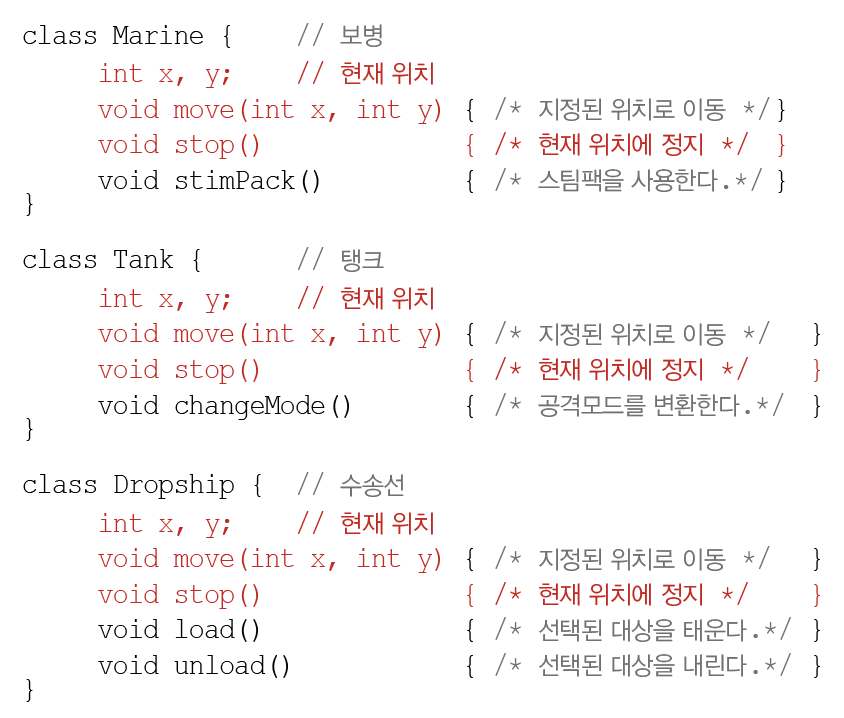 class Marine {    // 보병
     int x, y;    // 현재 위치
     void move(int x, int y) { /* 지정된 위치로 이동 */}
     void stop()             { /* 현재 위치에 정지 */  }
     void stimPack()         { /* 스팀팩을 사용한다.*/ }
}
class Tank {      // 탱크
     int x, y;    // 현재 위치
     void move(int x, int y) { /* 지정된 위치로 이동 */   }
     void stop()             { /* 현재 위치에 정지 */     }
     void changeMode()       { /* 공격모드를 변환한다.*/  }
}
class Dropship {  // 수송선
     int x, y;    // 현재 위치
     void move(int x, int y) { /* 지정된 위치로 이동 */   }
     void stop()             { /* 현재 위치에 정지 */     }
     void load()             { /* 선택된 대상을 태운다.*/ }
     void unload()           { /* 선택된 대상을 내린다.*/ }
}